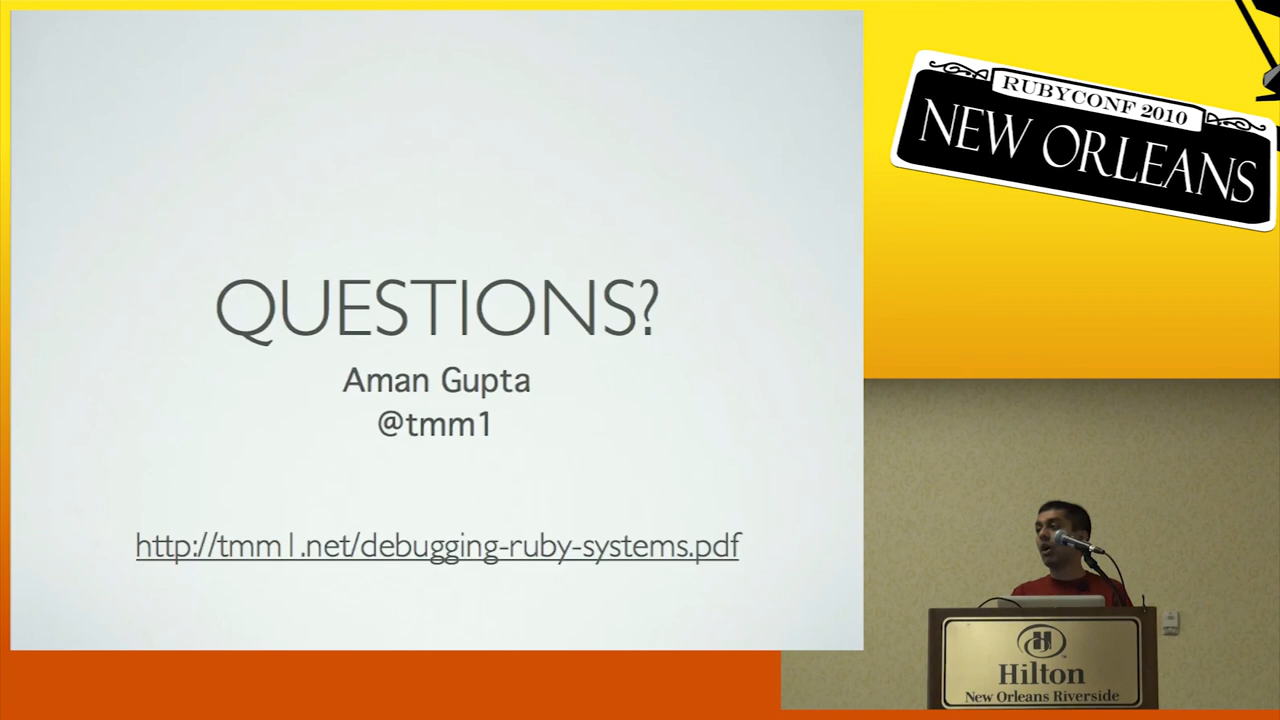 QUESTIONS?
Aman Gupta
@tmm1
http://tmm1.net/debugging-ruby-systems.pdf
RUBYCONF 2010
NEW ORLEANS
Hilton
New Orleans Riverside